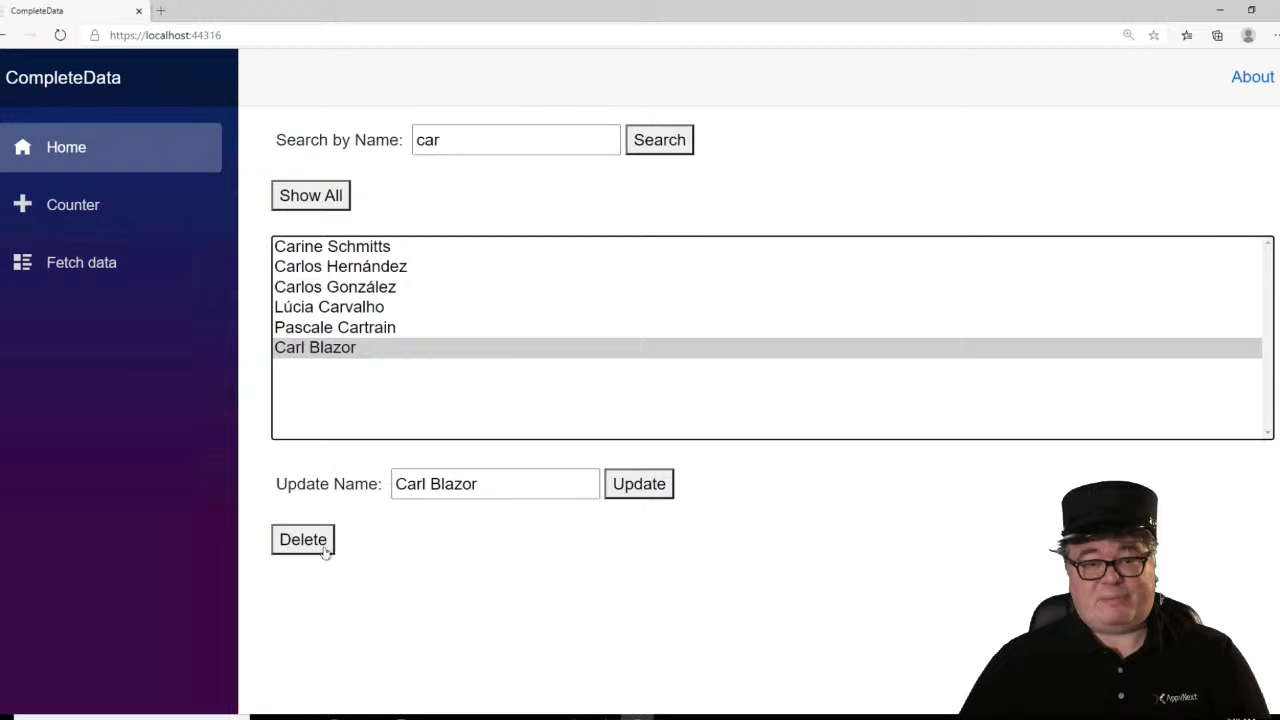 CompleteData
https://localhost:44316
CompleteData
About
Home
Counter
Fetch data
Search by Name: car Search
Show All
Carine Schmitts
Carlos Hernández
Carlos González
Lúcia Carvalho
Pascale Cartrain
Carl Blazor
Update Name: Carl Blazor Update
Delete
AppvNext